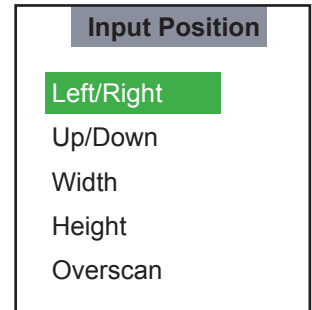 Input Position
Left/Right
Up/Down
Width
Height
Overscan